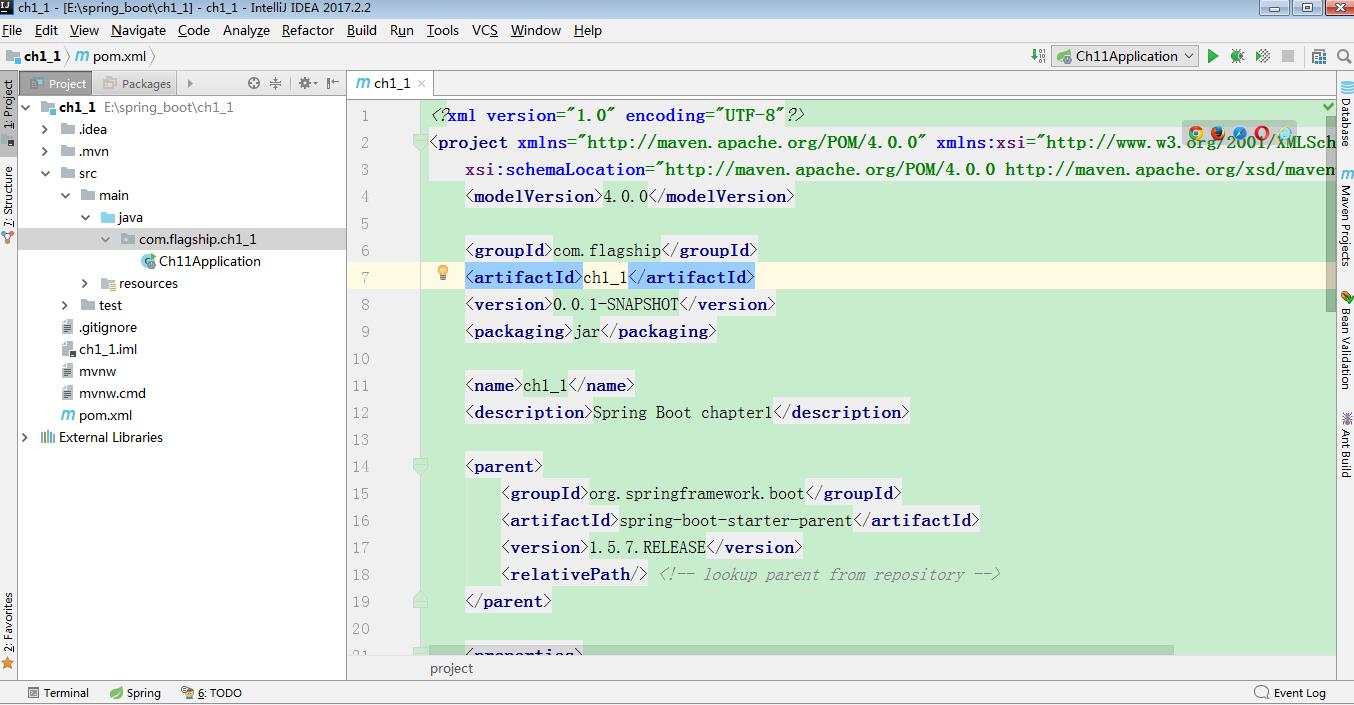 ch1_1 - [E:\spring_boot\ch1_1] - ch1_1 - IntelliJ IDEA 2017.2.2
File Edit View Navigate Code Analyze Refactor Build Run Tools VCS Window Help
ch1_1 pom.xml
Ch11Application
Project Packages
ch1_1
1: Project
7: Structure
2: Favorites
ch1_1 E:\spring_boot\ch1_1
.idea
.mvn
src
main
java
com.flagship.ch1_1
Ch11Application
resources
test
.gitignore
ch1_1.iml
mvnw
mvnw.cmd
pom.xml
External Libraries
1 <?xml version="1.0" encoding="UTF-8"?>
2 <project xmlns="http://maven.apache.org/POM/4.0.0" xmlns:xsi="http://www.w3.org/2001/XMLSch
3 xsi:schemaLocation="http://maven.apache.org/POM/4.0.0 http://maven.apache.org/xsd/maven
4 <modelVersion>4.0.0</modelVersion>
5
6 <groupId>com.flagship</groupId>
7 <artifactId>ch1_1</artifactId>
8 <version>0.0.1-SNAPSHOT</version>
9 <packaging>jar</packaging>
10
11 <name>ch1_1</name>
12 <description>Spring Boot chapter1</description>
13
14 <parent>
15 <groupId>org.springframework.boot</groupId>
16 <artifactId>spring-boot-starter-parent</artifactId>
17 <version>1.5.7.RELEASE</version>
18 <relativePath/> <!-- lookup parent from repository -->
19 </parent>
20
21 <properties>
project
Database
Maven Projects
Bean Validation
Ant Build
Terminal Spring 6: TODO Event Log